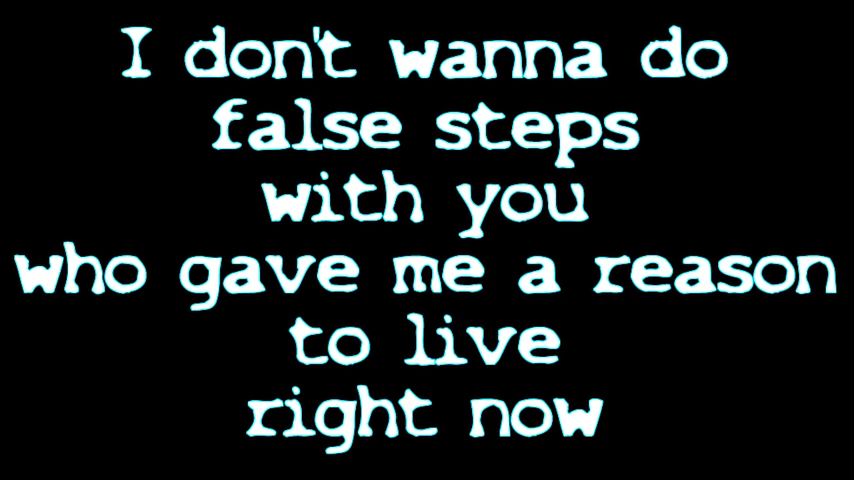 I don't wanna do
false steps
with you
who gave me a reason
to live
right now